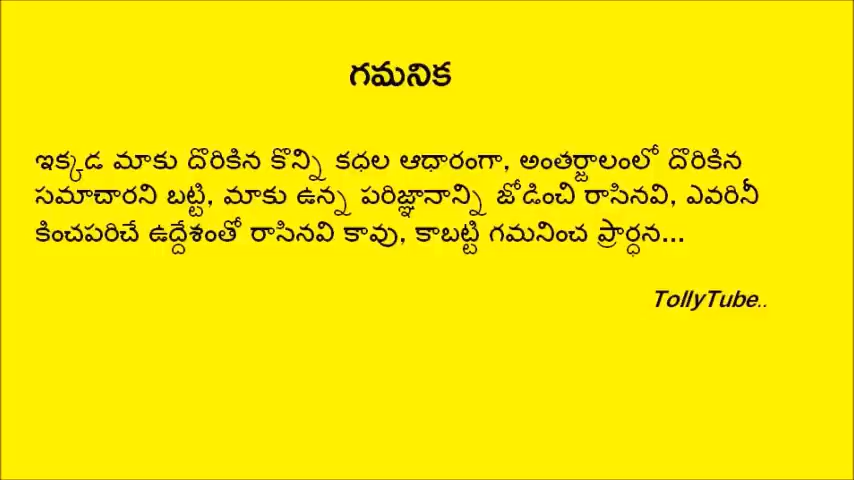 గమనిక
ఇక్కడ మాకు దొరికిన కొన్ని కధల ఆధారంగా, అంతర్జాలంలో దొరికిన
సమాచారని బట్టి, మాకు ఉన్న పరిజ్ఞానాన్ని జోడించి రాసినవి, ఎవరినీ
కించపరిచే ఉద్దేశంతో రాసినవి కావు, కాబట్టి గమనించ ప్రార్ధన...
TollyTube..